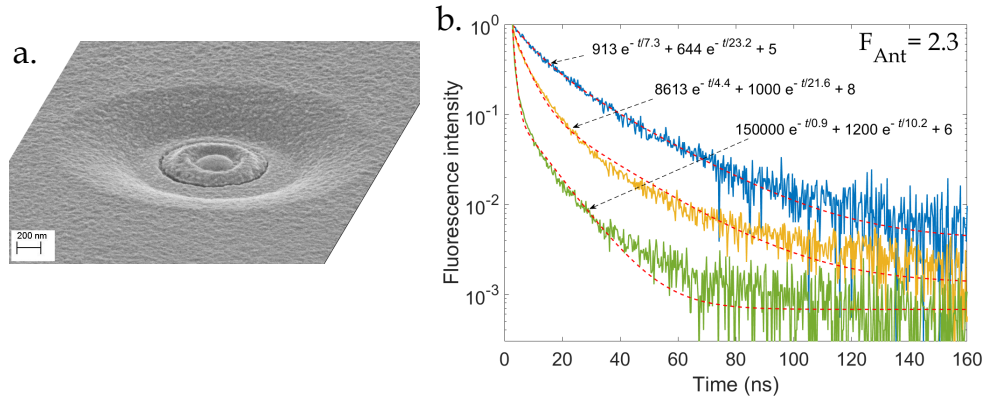 a.
200 nm
b.
F_Ant = 2.3
913 e^{- t/7.3} + 644 e^{- t/23.2} + 5
8613 e^{- t/4.4} + 1000 e^{- t/21.6} + 8
150000 e^{- t/0.9} + 1200 e^{- t/10.2} + 6
Fluorescence intensity
10^0
10^{-1}
10^{-2}
10^{-3}
0 20 40 60 80 100 120 140 160
Time (ns)